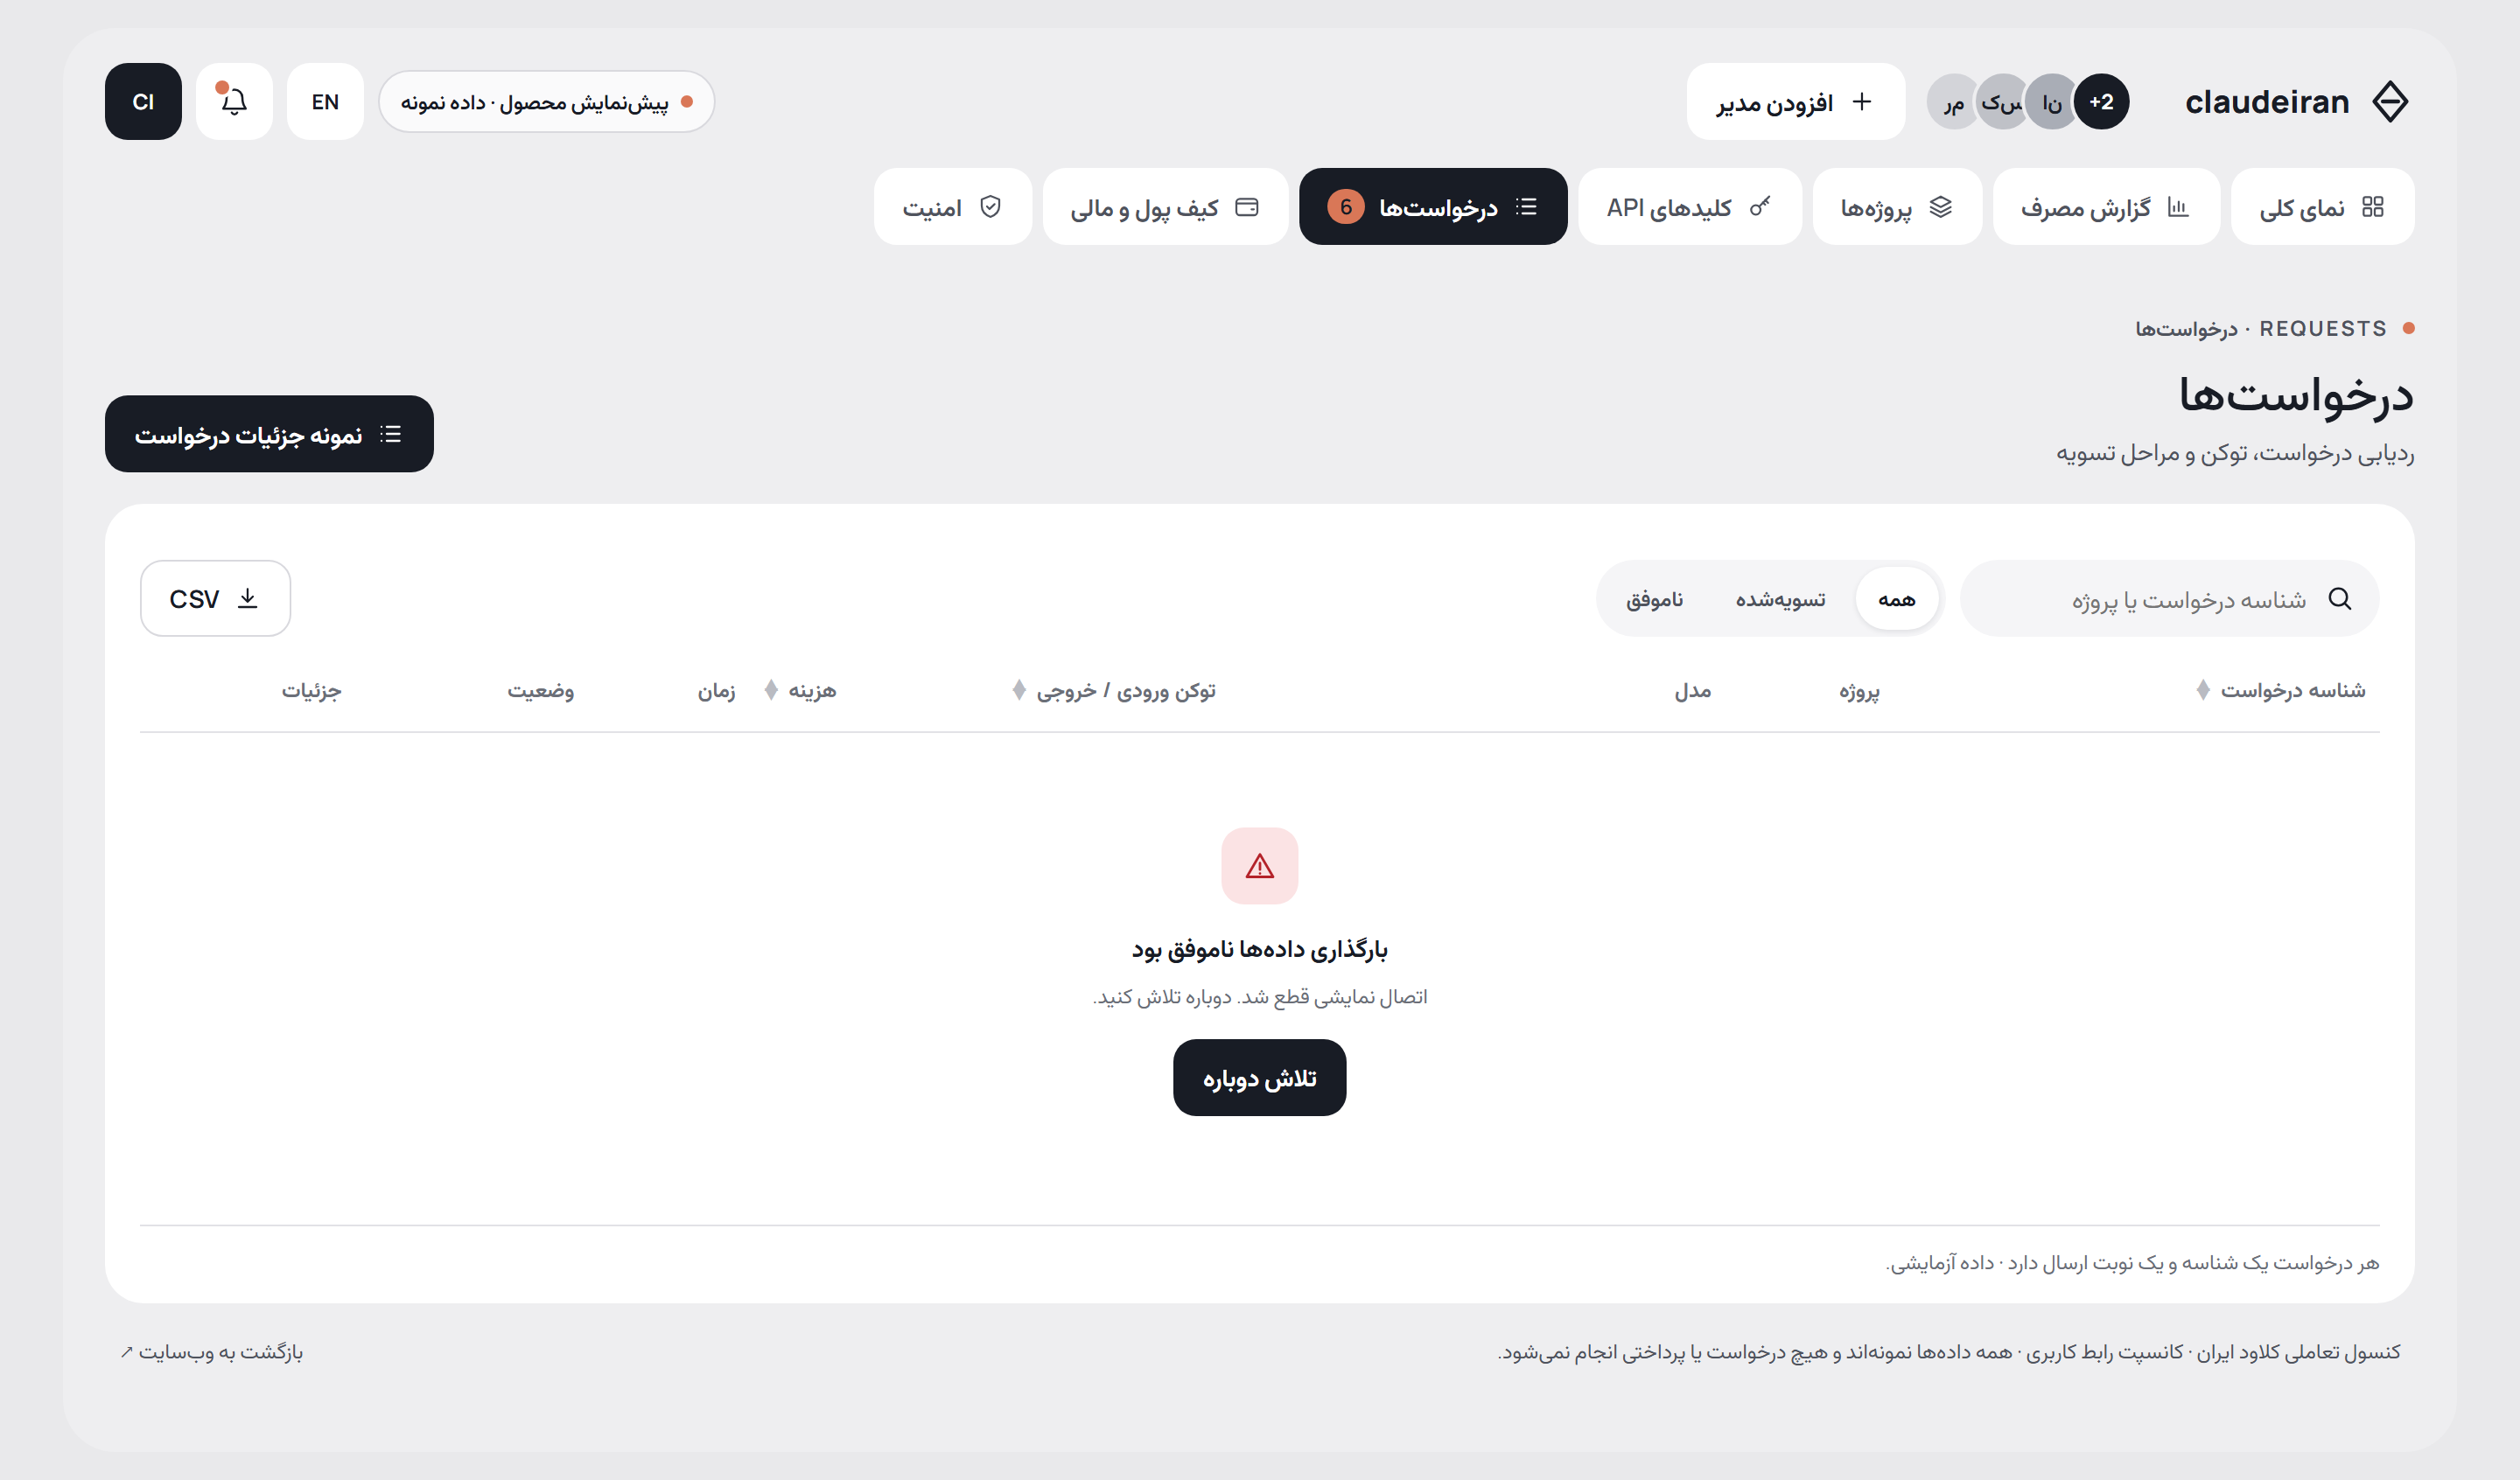 claudeiran
+2
ن‌ا
س‌ک
م‌ر
افزودن مدیر
پیش‌نمایش محصول · داده نمونه
EN
CI
نمای کلی
گزارش مصرف
پروژه‌ها
کلیدهای API
درخواست‌ها 6
کیف پول و مالی
امنیت
REQUESTS · درخواست‌ها
درخواست‌ها
ردیابی درخواست، توکن و مراحل تسویه
نمونه جزئیات درخواست
شناسه درخواست یا پروژه
همه
تسویه‌شده
ناموفق
CSV
شناسه درخواست
پروژه
مدل
توکن ورودی / خروجی
هزینه
زمان
وضعیت
جزئیات
بارگذاری داده‌ها ناموفق بود
اتصال نمایشی قطع شد. دوباره تلاش کنید.
تلاش دوباره
هر درخواست یک شناسه و یک نوبت ارسال دارد · داده آزمایشی.
کنسول تعاملی کلاود ایران · کانسپت رابط کاربری · همه داده‌ها نمونه‌اند و هیچ درخواست یا پرداختی انجام نمی‌شود.
بازگشت به وب‌سایت ↗